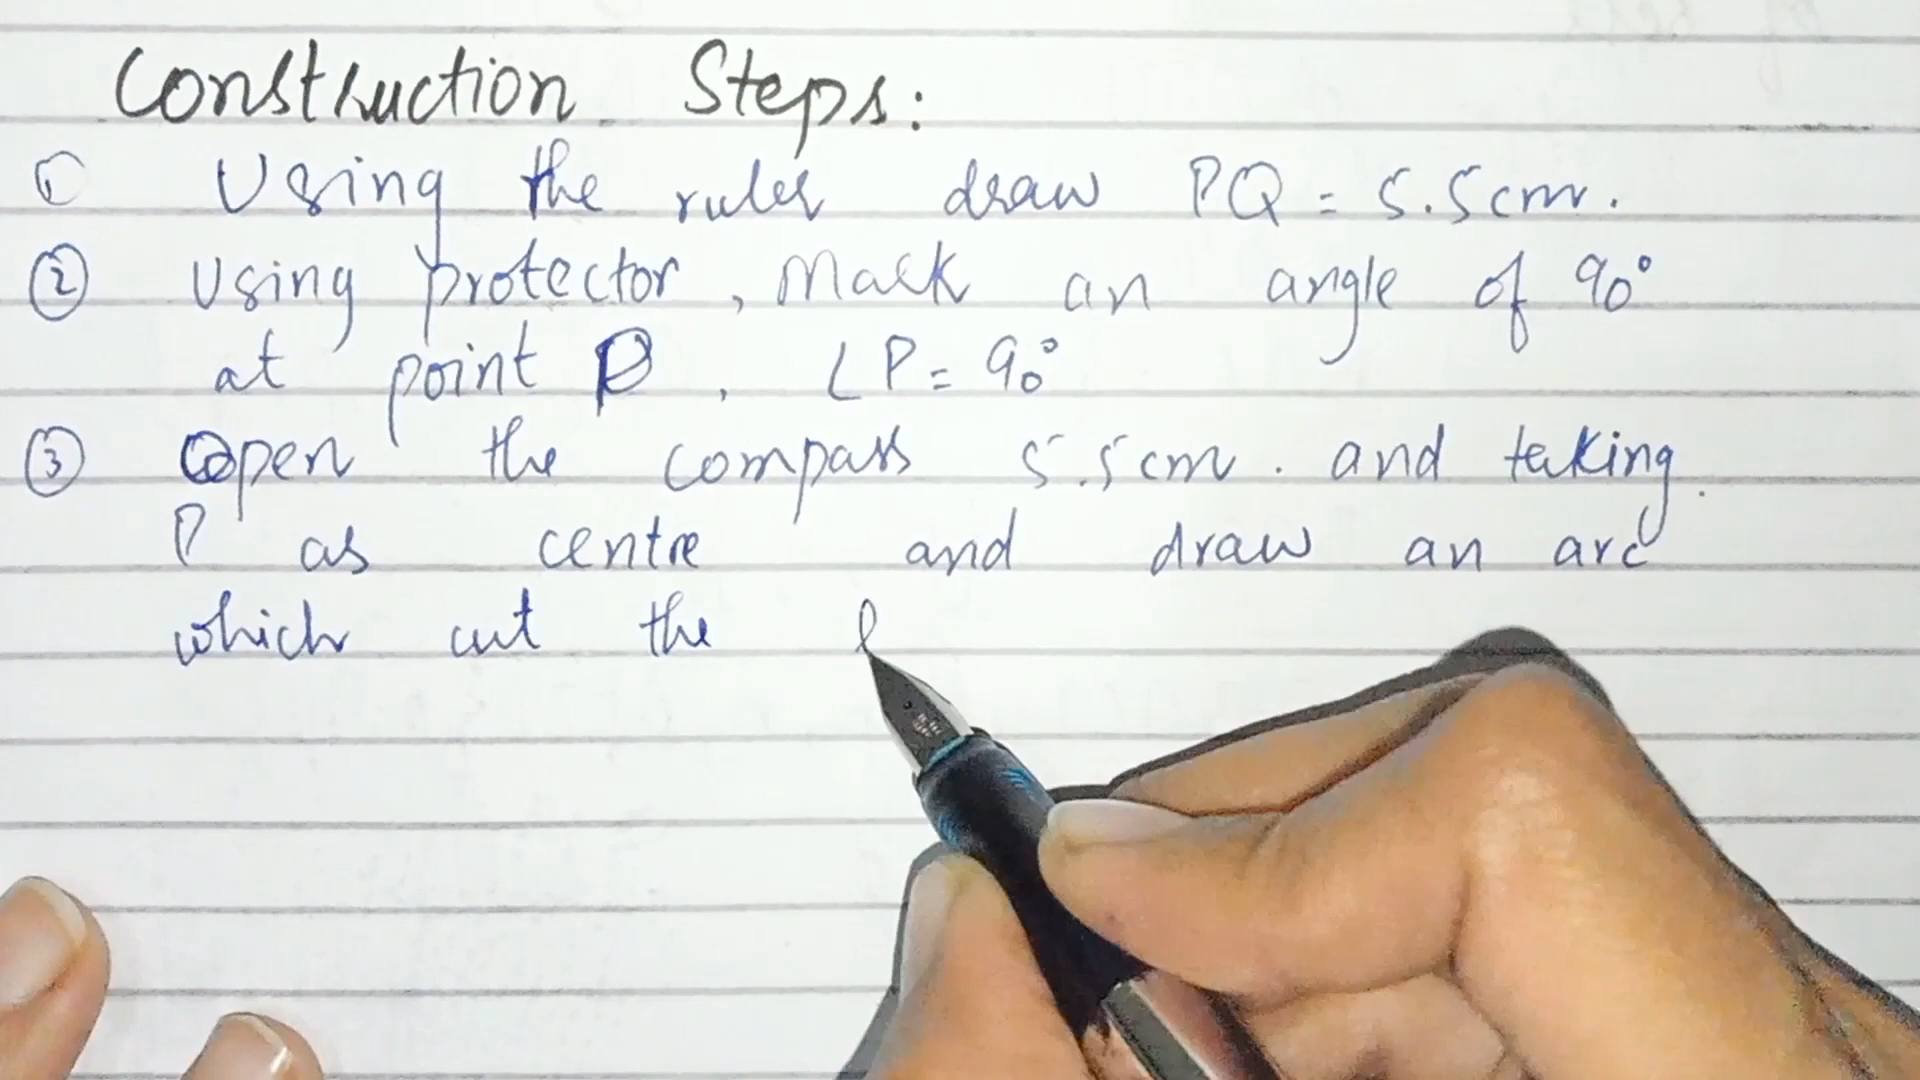 Construction Steps:
① Using the ruler draw PQ = 5.5cm.
② Using protector, Mark an angle of 90°
at point P, ∠P = 90°
③ Open the compass 5.5cm. and taking
P as centre and draw an arc
which cut the l